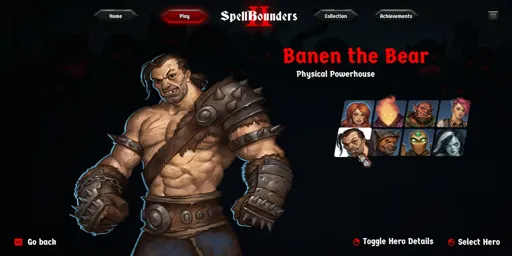 Home
Play
SpellBounders
II
Collection
Achievements
Banen the Bear
Physical Powerhouse
Go back
Toggle Hero Details
Select Hero